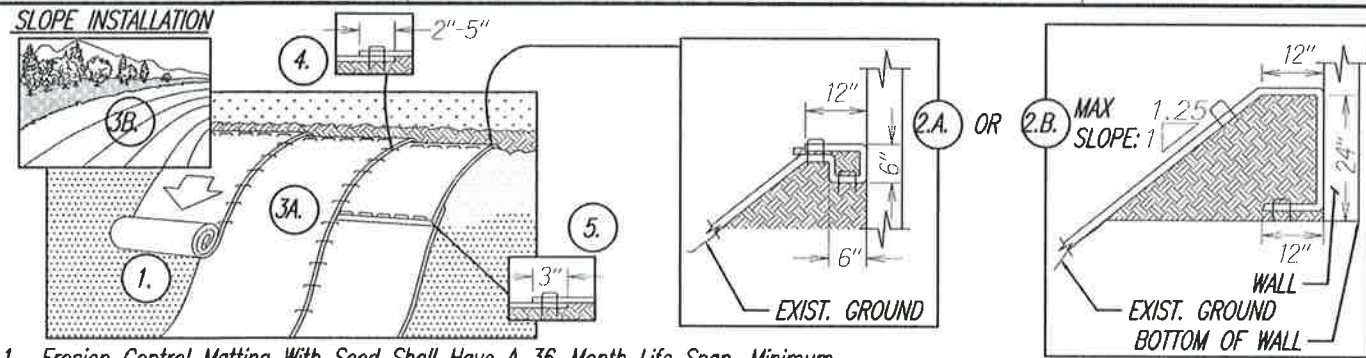 SLOPE INSTALLATION
3B.
4.
2"-5"
1.
3A.
5.
3"
12"
6"
6"
EXIST. GROUND
2.A.
OR
2.B.
MAX
SLOPE:
1.25
1
12"
24"
12"
WALL
EXIST. GROUND
BOTTOM OF WALL
1. Erosion Control Matting With Seed Shall Have A 36 Month Life Span, Minimum